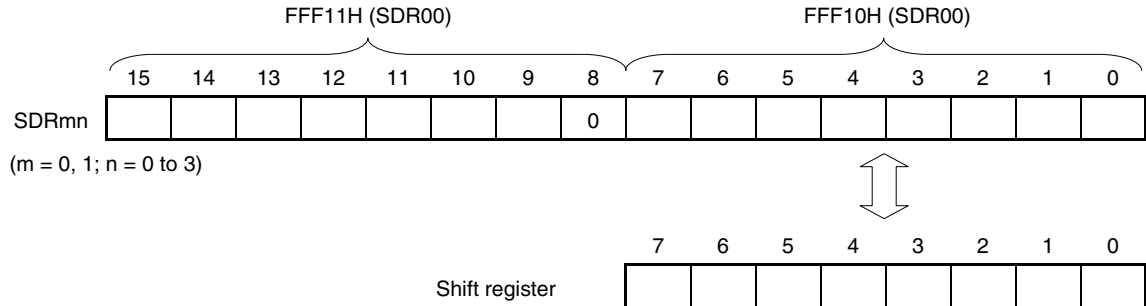 FFF11H (SDR00) FFF10H (SDR00)
15 14 13 12 11 10 9 8 7 6 5 4 3 2 1 0
SDRmn 0
(m = 0, 1; n = 0 to 3)
7 6 5 4 3 2 1 0
Shift register